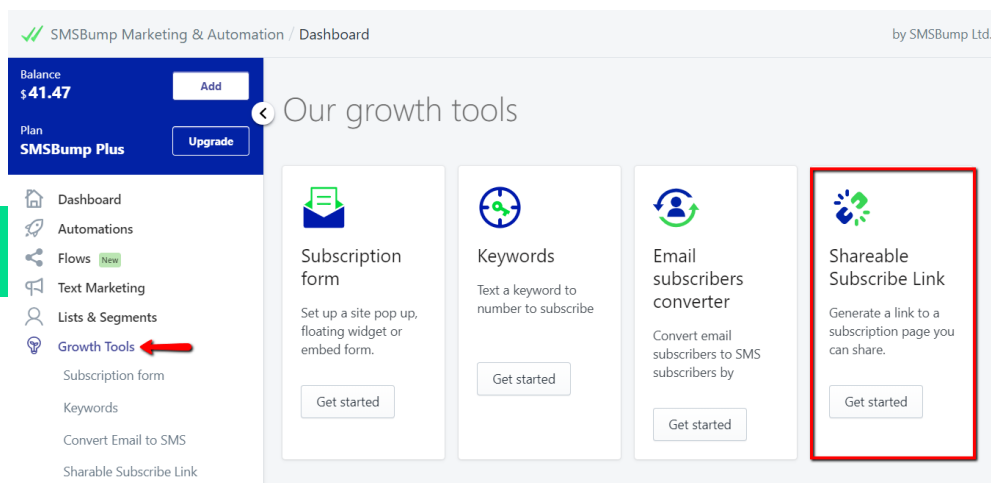 SMSBump Marketing & Automation / Dashboard
by SMSBump Ltd.
Balance
$41.47
Add
Plan
SMSBump Plus
Upgrade
Dashboard
Automations
Flows New
Text Marketing
Lists & Segments
Growth Tools
Subscription form
Keywords
Convert Email to SMS
Sharable Subscribe Link
Our growth tools
Subscription
form
Set up a site pop up,
floating widget or
embed form.
Get started
Keywords
Text a keyword to
number to subscribe
Get started
Email
subscribers
converter
Convert email
subscribers to SMS
subscribers by
Get started
Shareable
Subscribe Link
Generate a link to a
subscription page you
can share.
Get started